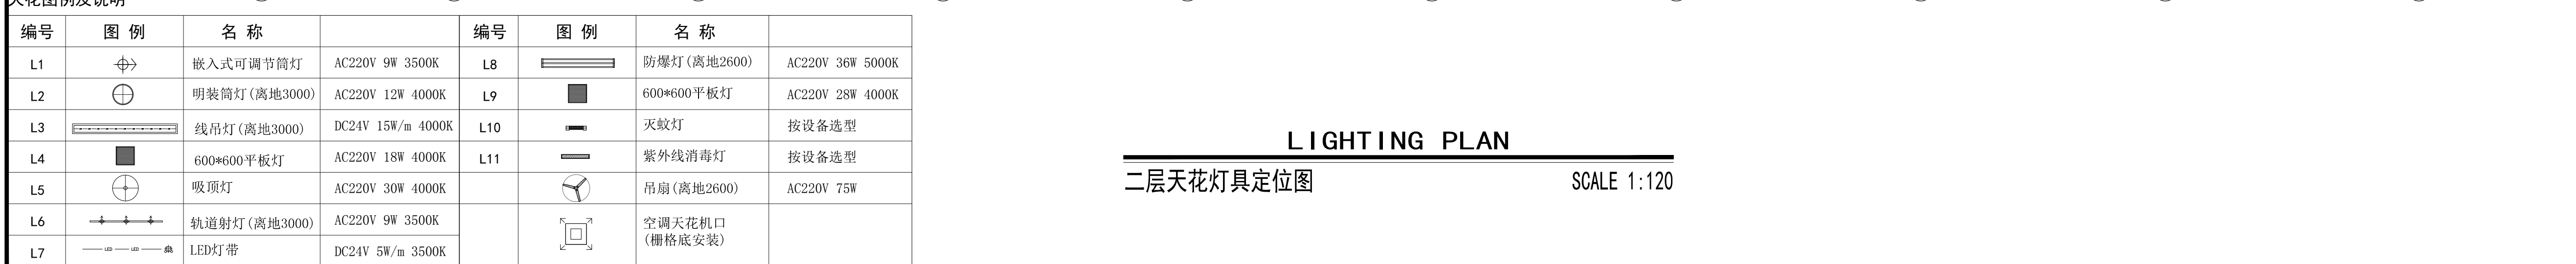 天花图例及说明
编号 图 例 名 称 编号 图 例 名 称
L1 嵌入式可调节筒灯 AC220V 9W 3500K L8 防爆灯(离地2600) AC220V 36W 5000K
L2 明装筒灯(离地3000) AC220V 12W 4000K L9 600*600平板灯 AC220V 28W 4000K
L3 线吊灯(离地3000) DC24V 15W/m 4000K L10 灭蚊灯 按设备选型
L4 600*600平板灯 AC220V 18W 4000K L11 紫外线消毒灯 按设备选型
L5 吸顶灯 AC220V 30W 4000K 吊扇(离地2600) AC220V 75W
L6 轨道射灯(离地3000) AC220V 9W 3500K 空调天花机口
(栅格底安装)
L7 LED LED LED灯带 DC24V 5W/m 3500K
LIGHTING PLAN
二层天花灯具定位图 SCALE 1:120